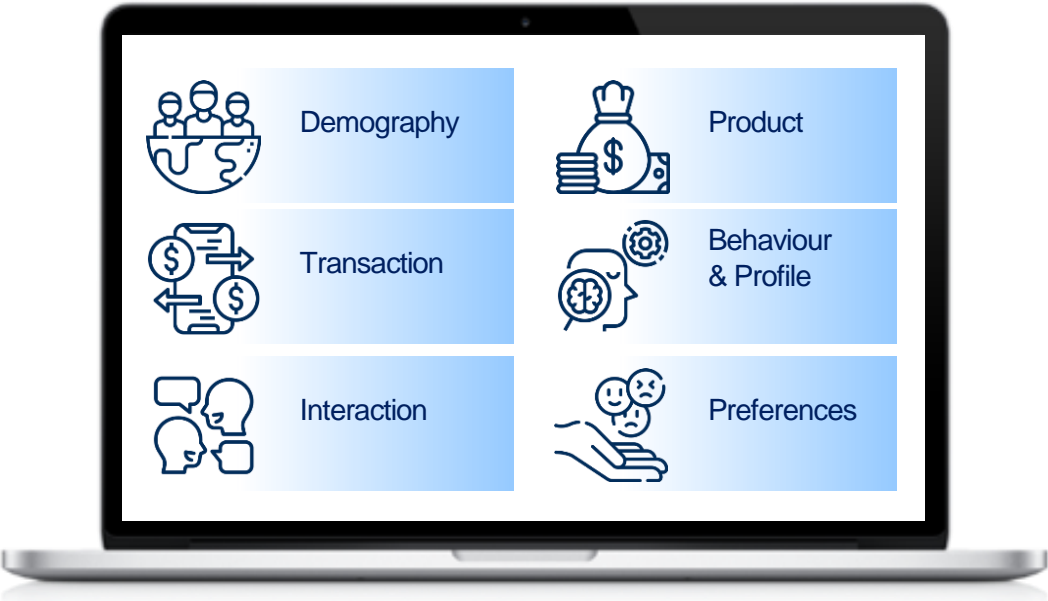 Demography
Product
Transaction
Behaviour
& Profile
Interaction
Preferences
$
$
$